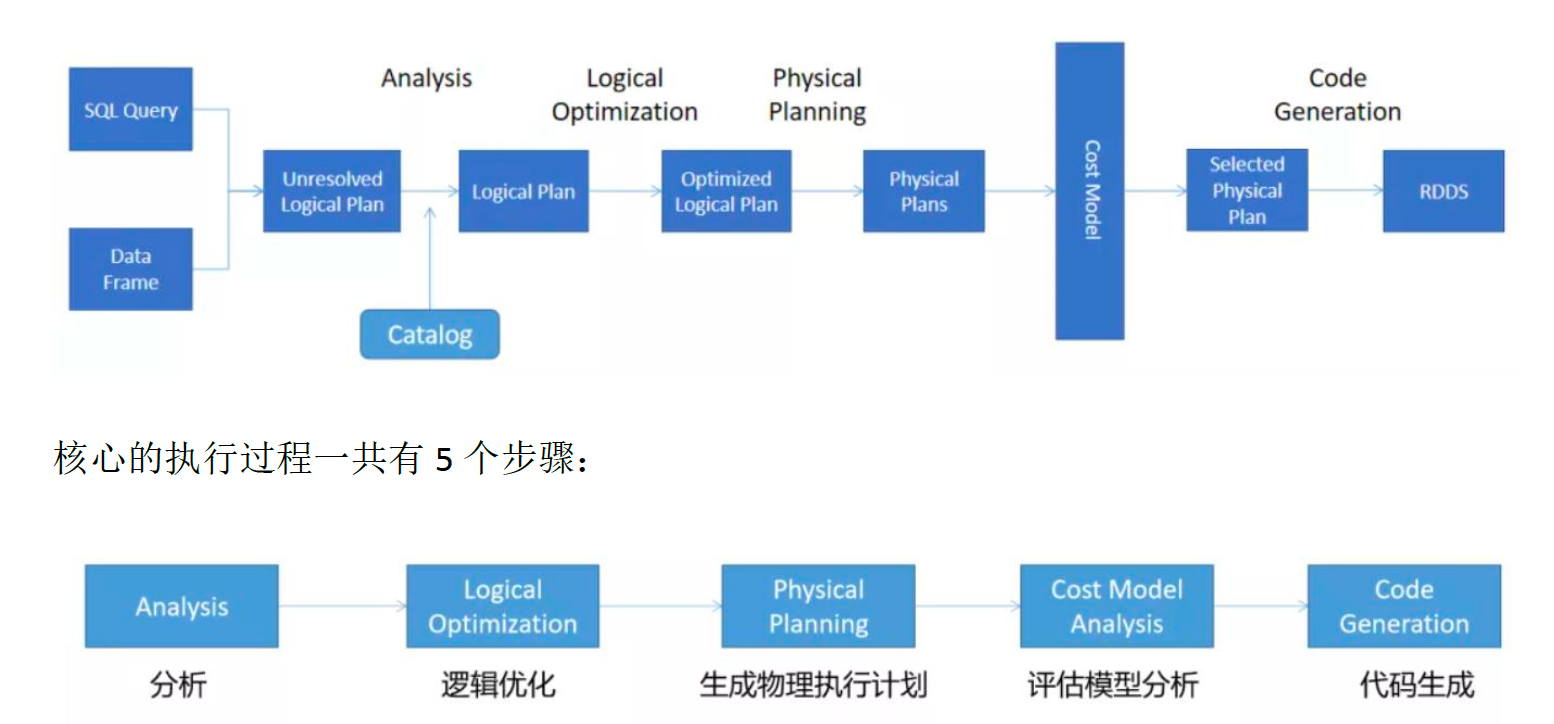 Analysis
Logical
Optimization
Physical
Planning
Code
Generation
SQL Query
Data
Frame
Unresolved
Logical Plan
Catalog
Logical Plan
Optimized
Logical Plan
Physical
Plans
Cost Model
Selected
Physical
Plan
RDDS
核心的执行过程一共有 5 个步骤：
Analysis
Logical
Optimization
Physical
Planning
Cost Model
Analysis
Code
Generation
分析
逻辑优化
生成物理执行计划
评估模型分析
代码生成